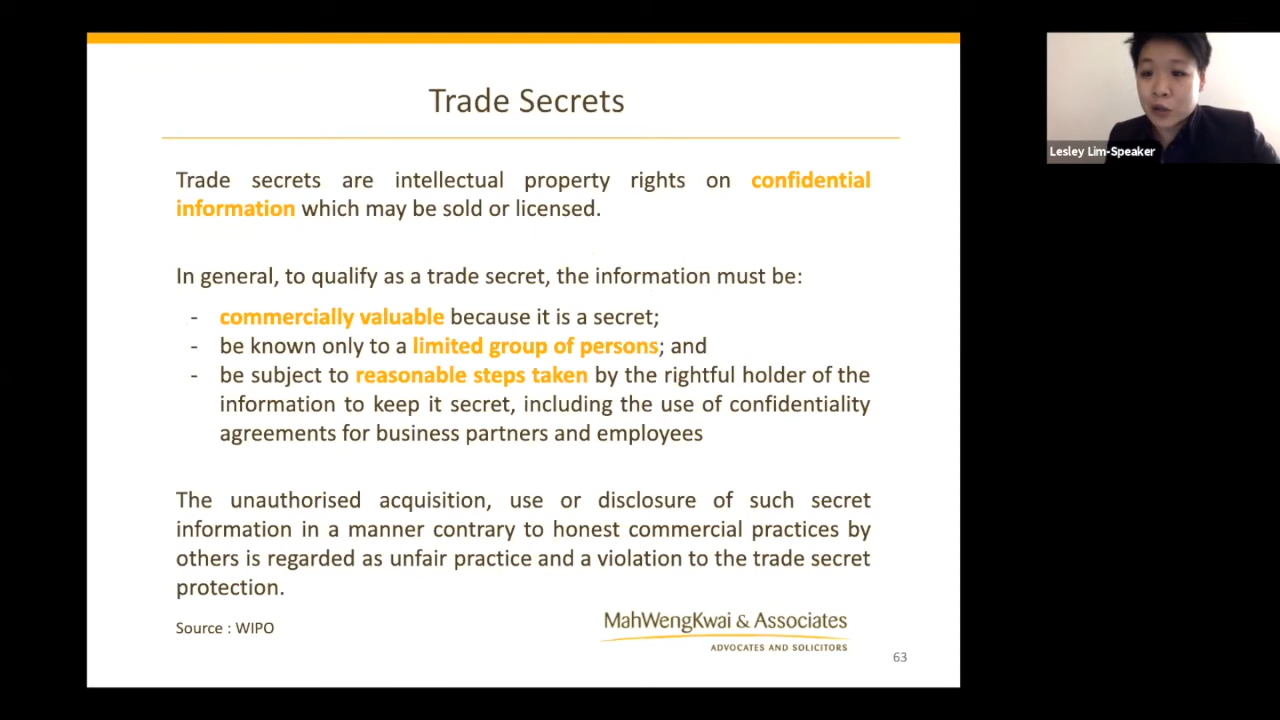 Trade Secrets
Trade secrets are intellectual property rights on confidential
information which may be sold or licensed.
In general, to qualify as a trade secret, the information must be:
- commercially valuable because it is a secret;
- be known only to a limited group of persons; and
- be subject to reasonable steps taken by the rightful holder of the
information to keep it secret, including the use of confidentiality
agreements for business partners and employees
The unauthorised acquisition, use or disclosure of such secret
information in a manner contrary to honest commercial practices by
others is regarded as unfair practice and a violation to the trade secret
protection.
Source : WIPO
MahWengKwai & Associates
ADVOCATES AND SOLICITORS
63
Lesley Lim-Speaker